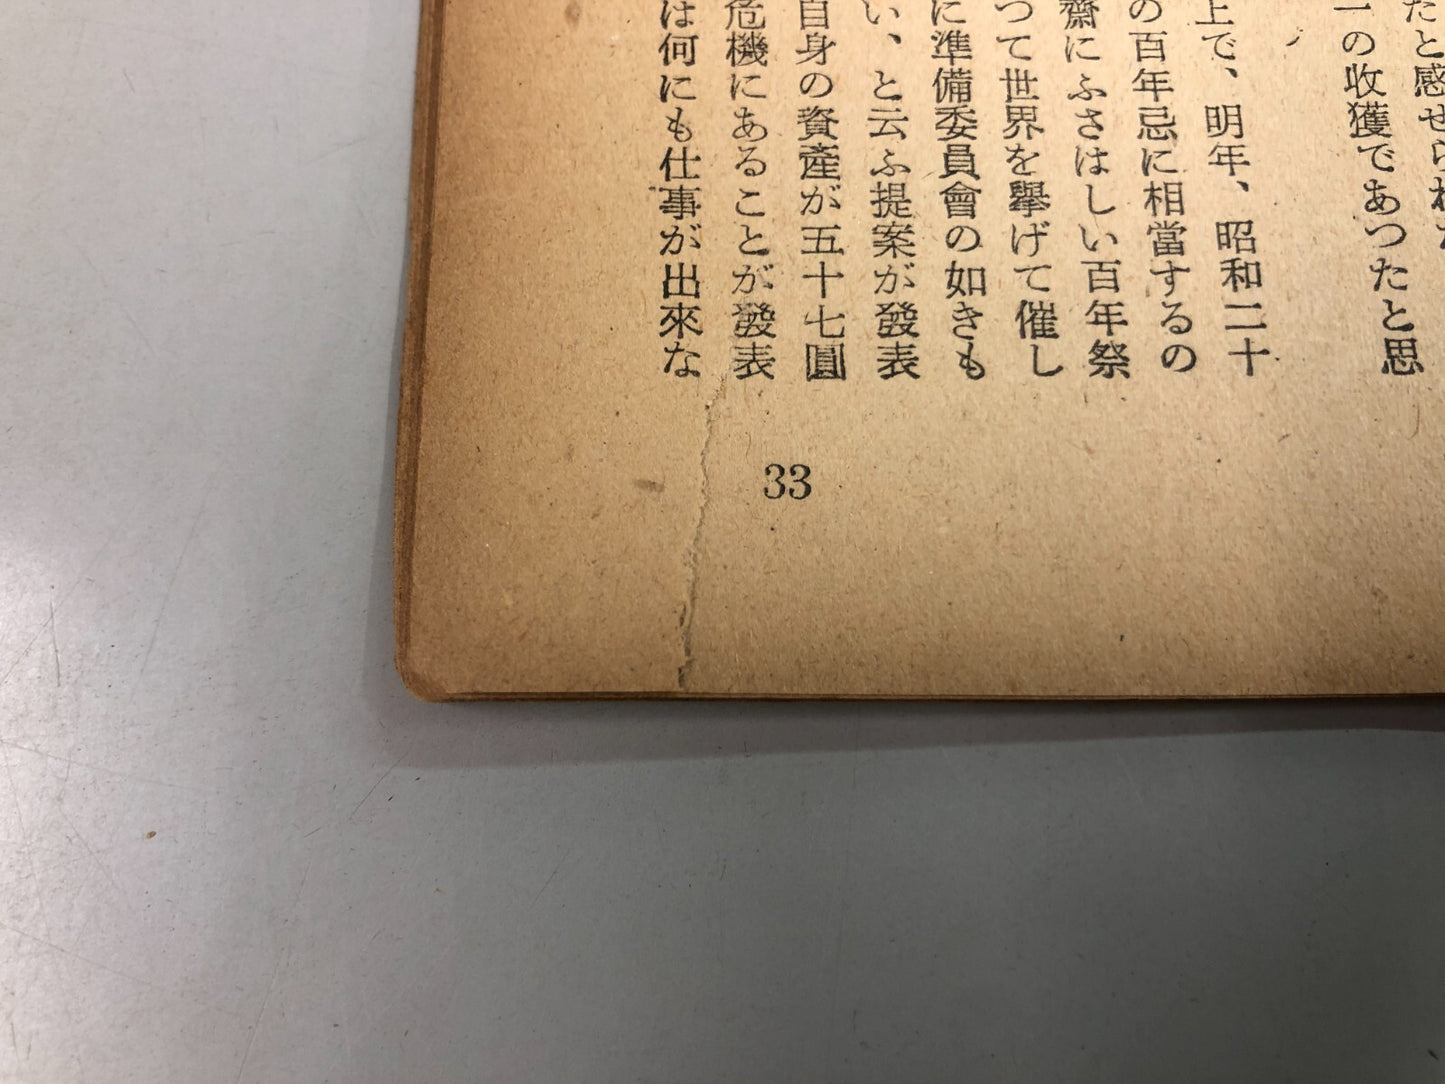 たと感せられた
一の收獲であつたと思
上で、明年、昭和二十
の百年忌に相當するの
齋にふさはしい百年祭
つて世界を擧げて催し
に準備委員會の如きも
い、と云ふ提案が發表
自身の資産が五十七圓
危機にあることが發表
は何にも仕事が出來な
33